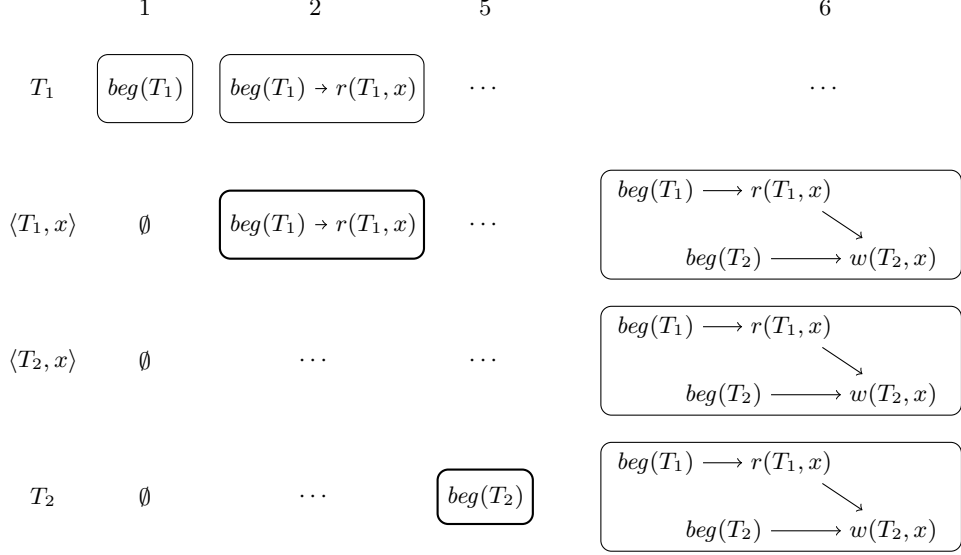 1 2 5 6
T₁ beg(T₁) beg(T₁) → r(T₁, x) ··· ···
beg(T₁) → r(T₁, x)
⟨T₁, x⟩ ∅ beg(T₁) → r(T₁, x) ···
beg(T₂) → w(T₂, x)
beg(T₁) → r(T₁, x)
⟨T₂, x⟩ ∅ ··· ···
beg(T₂) → w(T₂, x)
beg(T₁) → r(T₁, x)
T₂ ∅ ··· beg(T₂)
beg(T₂) → w(T₂, x)